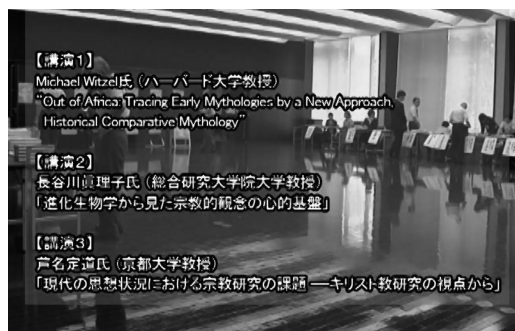 【講演1】
Michael Witzel氏 (ハーバード大学教授)
"Out of Africa: Tracing Early Mythologies by a New Approach,
Historical Comparative Mythology"
【講演2】
長谷川眞理子氏 (総合研究大学院大学教授)
「進化生物学から見た宗教的観念の心的基盤」
【講演3】
芦名定道氏 (京都大学教授)
「現代の思想状況における宗教研究の課題 ──キリスト教研究の視点から」